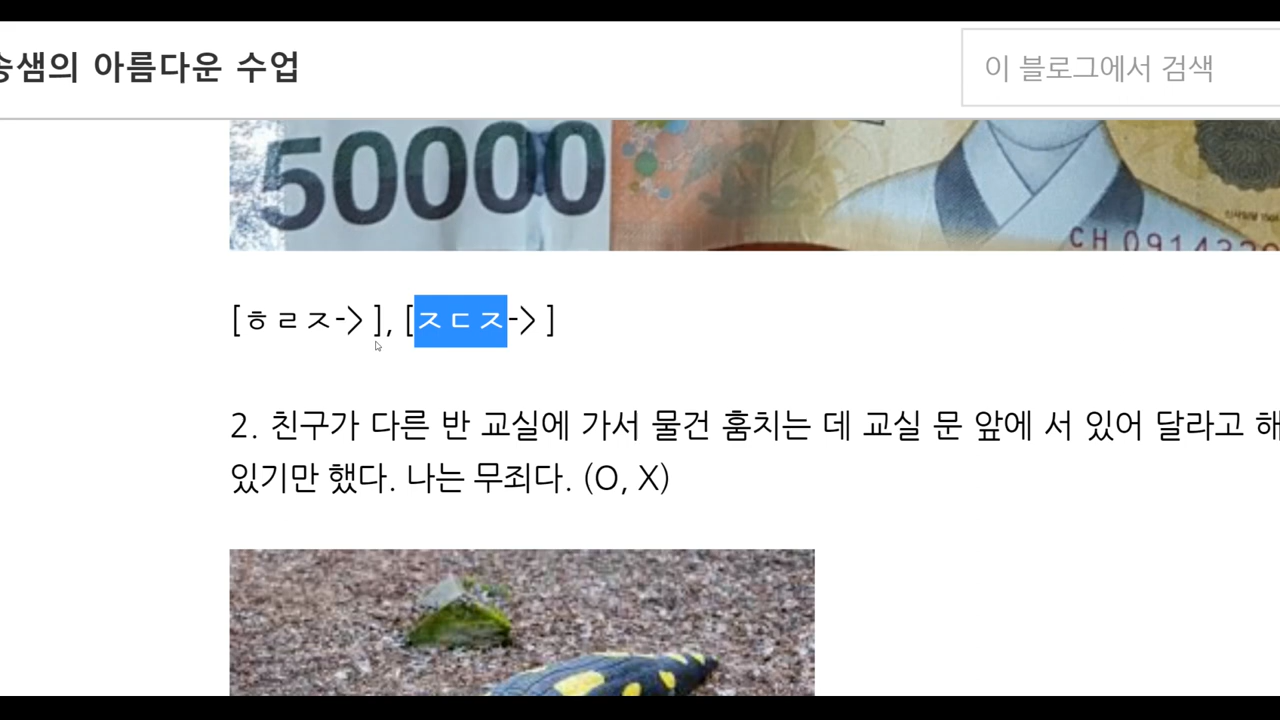 송샘의 아름다운 수업
이 블로그에서 검색
50000
CH 0914320
[ㅎㄹㅈ-> ], [ㅈㄷㅈ-> ]
2. 친구가 다른 반 교실에 가서 물건 훔치는 데 교실 문 앞에 서 있어 달라고 해
있기만 했다. 나는 무죄다. (O, X)